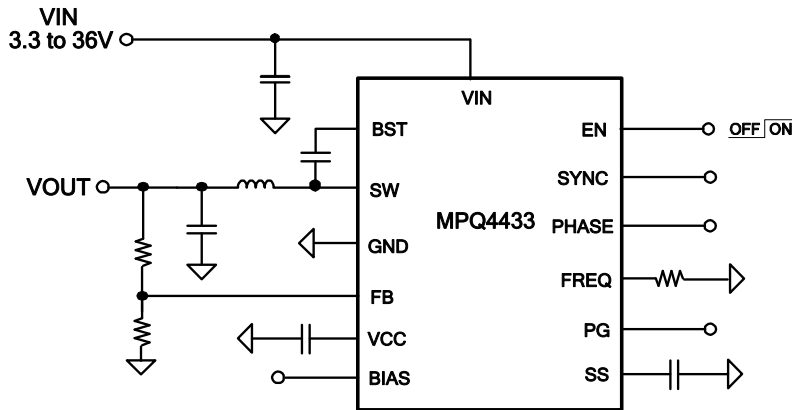 VIN
3.3 to 36V
VIN
BST
EN
OFF ON
SYNC
VOUT
SW
MPQ4433
PHASE
GND
FREQ
FB
PG
VCC
SS
BIAS